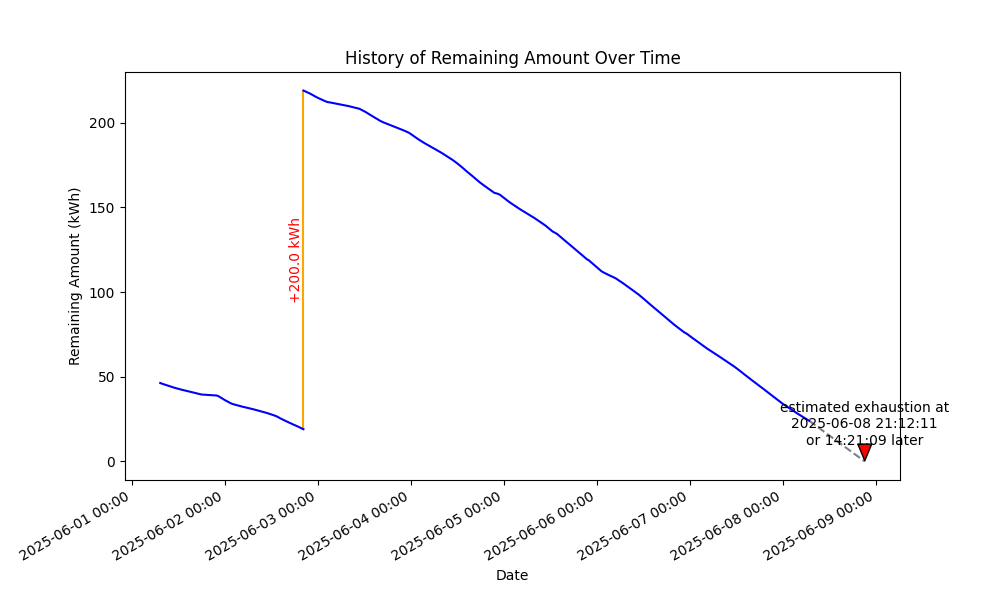 History of Remaining Amount Over Time
Remaining Amount (kWh)
200
150
100
50
0
+200.0 kWh
estimated exhaustion at
2025-06-08 21:12:11
or 14:21:09 later
2025-06-01 00:00
2025-06-02 00:00
2025-06-03 00:00
2025-06-04 00:00
2025-06-05 00:00
2025-06-06 00:00
2025-06-07 00:00
2025-06-08 00:00
2025-06-09 00:00
Date